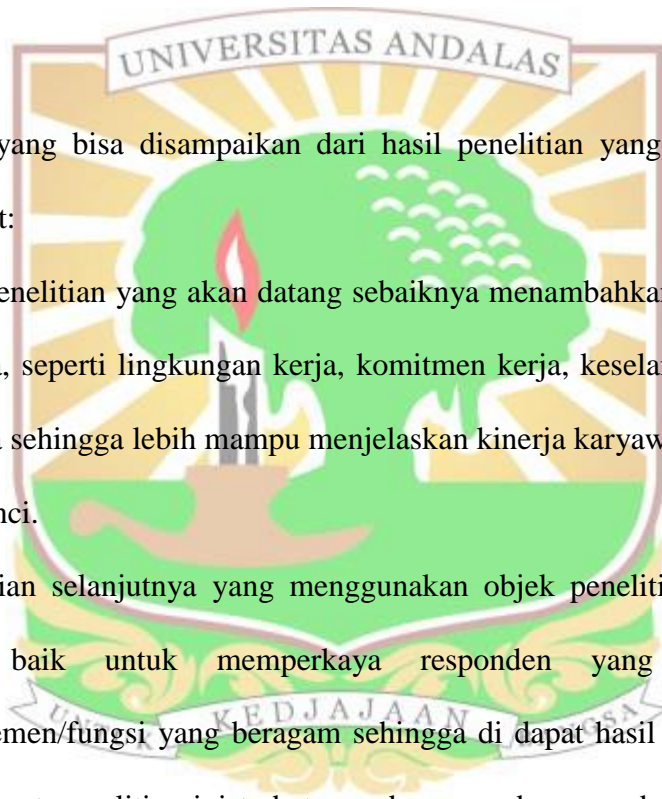 UNIVERSITAS ANDALAS
yang bisa disampaikan dari hasil penelitian yang
t:
enelitian yang akan datang sebaiknya menambahkan
, seperti lingkungan kerja, komitmen kerja, keselar
sehingga lebih mampu menjelaskan kinerja karyaw
nci.
ian selanjutnya yang menggunakan objek peneliti
baik untuk memperkaya responden yang
emen/fungsi yang beragam sehingga di dapat hasil
UNTUK KEDJAJAAN BANGSA